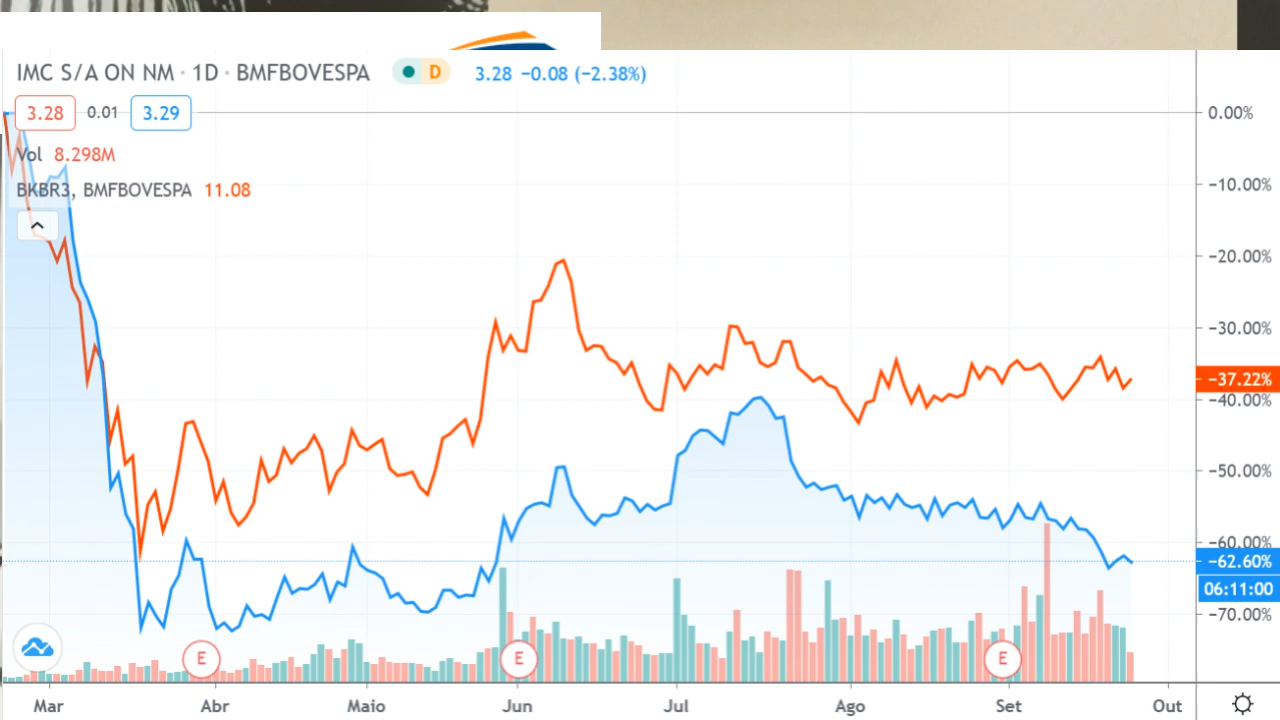 IMC S/A ON NM · 1D · BMFBOVESPA D 3.28 −0.08 (−2.38%)
3.28 0.01 3.29
Vol 8.298M
BKBR3, BMFBOVESPA 11.08
0.00%
−10.00%
−20.00%
−30.00%
−37.22%
−40.00%
−50.00%
−60.00%
−62.60%
06:11:00
−70.00%
E E E
Mar Abr Maio Jun Jul Ago Set Out